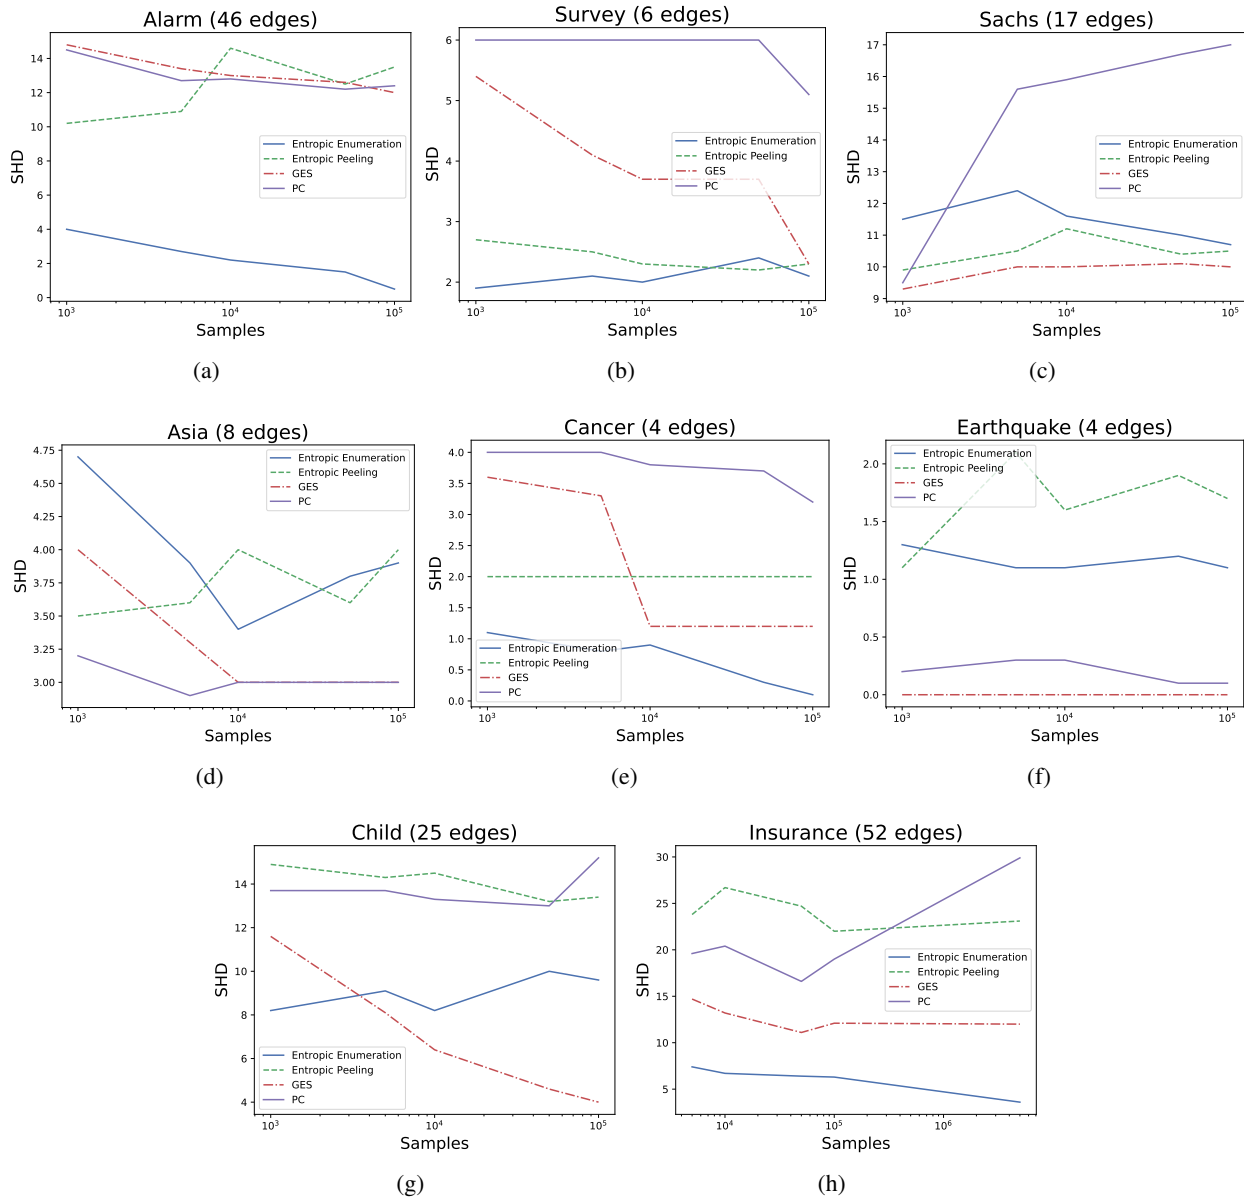 Alarm (46 edges)
SHD
14
12
10
8
6
4
2
0
Entropic Enumeration
Entropic Peeling
GES
PC
10³
10⁴
10⁵
Samples
(a)
Survey (6 edges)
SHD
6
5
4
3
2
Entropic Enumeration
Entropic Peeling
GES
PC
10³
10⁴
10⁵
Samples
(b)
Sachs (17 edges)
SHD
17
16
15
14
13
12
11
10
9
Entropic Enumeration
Entropic Peeling
GES
PC
10³
10⁴
10⁵
Samples
(c)
Asia (8 edges)
SHD
4.75
4.50
4.25
4.00
3.75
3.50
3.25
3.00
Entropic Enumeration
Entropic Peeling
GES
PC
10³
10⁴
10⁵
Samples
(d)
Cancer (4 edges)
SHD
4.0
3.5
3.0
2.5
2.0
1.5
1.0
0.5
0.0
Entropic Enumeration
Entropic Peeling
GES
PC
10³
10⁴
10⁵
Samples
(e)
Earthquake (4 edges)
SHD
2.0
1.5
1.0
0.5
0.0
Entropic Enumeration
Entropic Peeling
GES
PC
10³
10⁴
10⁵
Samples
(f)
Child (25 edges)
SHD
14
12
10
8
6
4
Entropic Enumeration
Entropic Peeling
GES
PC
10³
10⁴
10⁵
Samples
(g)
Insurance (52 edges)
SHD
30
25
20
15
10
5
Entropic Enumeration
Entropic Peeling
GES
PC
10⁴
10⁵
10⁶
Samples
(h)